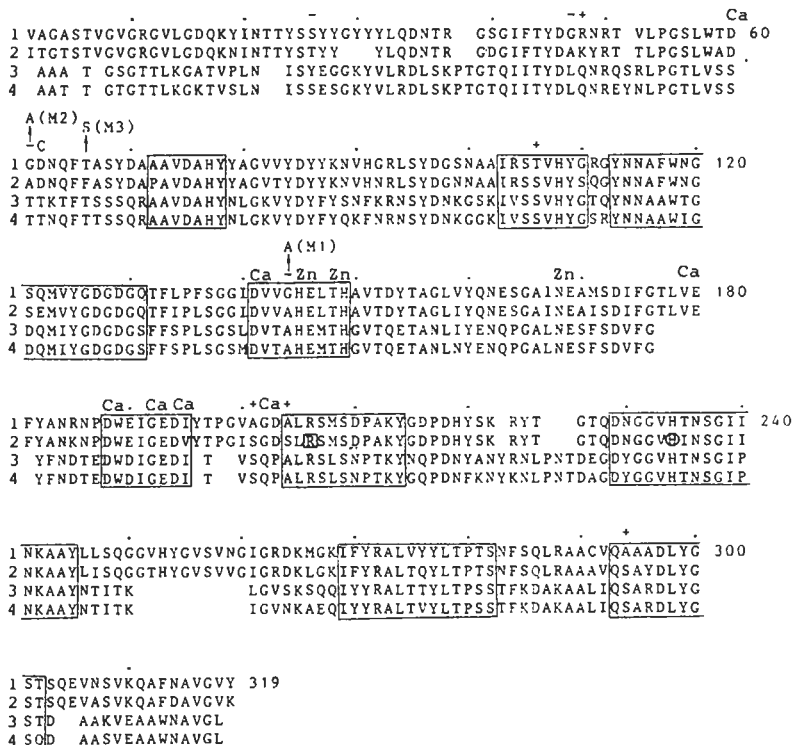 . . - . . . -+ . Ca
1 VAGASTVGVGRGVLGDQKYINTTYSSYYGYYYLQDNTR GSGIFTYDGRNRT VLPGSLWTD 60
2 ITGTSTVGVGRGVLGDQKNINTTYSTYY YLQDNTR GDGIFTYDAKYRT TLPGSLWAD
3 AAA T GSGTTLKGATVPLN ISYEGGKYVLRDLSKPTGTQIITYDLQNRQSRLPGTLVSS
4 AAT T GTGTTLKGKTVSLN ISSESGKYVLRDLSKPTGTQIITYDLQNREYNLPGTLVSS
A(M2)
S(M3)
-C . . . + . .
1 GDNQFTASYDAAAVDAHYYAGVVYDYYKNVHGRLSYDGSNAAIRSTVHYGRGYNNAFWNG 120
2 ADNQFFASYDAPAVDAHYYAGVTYDYYKNVHNRLSYDGNNAAIRSSVHYSQGYNNAFWNG
3 TTKTFTSSSQRAAVDAHYNLGKVYDYFYSNFKRNSYDNKGSKIVSSVHYGTQYNNAAWTG
4 TTNQFTTSSQRAAVDAHYNLGKVYDYFYQKFNRNSYDNKGGKIVSSVHYGSRYNNAAWIG
A(M1)
. . Ca -Zn Zn . . Zn . Ca
1 SQMVYGDGDGQTFLPFSGGIDVVGHELTHAVTDYTAGLVYQNESGAINEAMSDIFGTLVE 180
2 SEMVYGDGDGQTFIPLSGGIDVVAHELTHAVTDYTAGLIYQNESGAINEAISDIFGTLVE
3 DQMIYGDGDGSFFSPLSGSLDVTAHEMTHGVTQETANLIYENQPGALNESFSDVFG
4 DQMIYGDGDGSFFSPLSGSMDVTAHEMTHGVTQETANLNYENQPGALNESFSDVFG
Ca. Ca Ca +Ca+ . . .
1 FYANRNPDWEIGEDIYTPGVAGDALRSMSDPAKYGDPDHYSK RYT GTQDNGGVHTNSGII 240
2 FYANKNPDWEIGEDVYTPGISGDSLRSMSDPAKYGDPDHYSK RYT GTQDNGGVHINSGII
3 YFNDTEDWDIGEDI T VSQPALRSLSNPTKYNQPDNYANYRNLPNTDEGDYGGVHTNSGIP
4 YFNDTEDWDIGEDI T VSQPALRSLSNPTKYGQPDNFKNYKNLPNTDAGDYGGVHTNSGIP
. . . . . +
1 NKAAYLLSQGGVHYGVSVNGIGRDKMGKIFYRALVYYLTPTSNFSQLRAACVQAAADLYG 300
2 NKAAYLISQGGTHYGVSVVGIGRDKLGKIFYRALTQYLTPTSNFSQLRAAAVQSAYDLYG
3 NKAAYNTITK LGVSKSQQIYYRALTTYLTPSSTFKDAKAALIQSARDLYG
4 NKAAYNTITK IGVNKAEQIYYRALTVYLTPSSTFKDAKAALIQSARDLYG
. .
1 STSQEVNSVKQAFNAVGVY 319
2 STSQEVASVKQAFDAVGVK
3 STD AAKVEAAWNAVGL
4 SQD AASVEAAWNAVGL